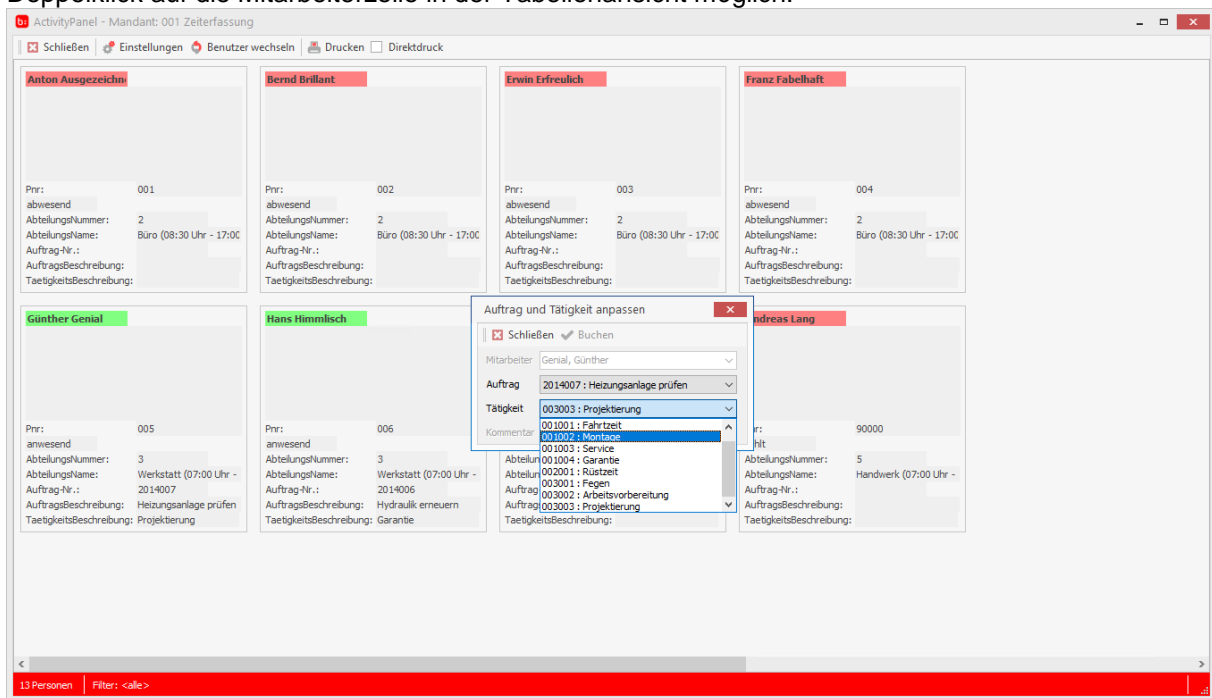 Doppelklick auf die Mitarbeiterzeile in der Tabellenansicht möglich.
ActivityPanel - Mandant: 001 Zeiterfassung
Schließen Einstellungen Benutzer wechseln Drucken Direktdruck
Anton Ausgezeichn
Pnr: 001
abwesend
AbteilungsNummer: 2
AbteilungsName: Büro (08:30 Uhr - 17:00
Auftrag-Nr.:
AuftragsBeschreibung:
TaetigkeitsBeschreibung:
Bernd Brillant
Pnr: 002
abwesend
AbteilungsNummer: 2
AbteilungsName: Büro (08:30 Uhr - 17:00
Auftrag-Nr.:
AuftragsBeschreibung:
TaetigkeitsBeschreibung:
Erwin Erfreulich
Pnr: 003
abwesend
AbteilungsNummer: 2
AbteilungsName: Büro (08:30 Uhr - 17:00
Auftrag-Nr.:
AuftragsBeschreibung:
TaetigkeitsBeschreibung:
Franz Fabelhaft
Pnr: 004
abwesend
AbteilungsNummer: 2
AbteilungsName: Büro (08:30 Uhr - 17:00
Auftrag-Nr.:
AuftragsBeschreibung:
TaetigkeitsBeschreibung:
Günther Genial
Pnr: 005
anwesend
AbteilungsNummer: 3
AbteilungsName: Werkstatt (07:00 Uhr -
Auftrag-Nr.: 2014007
AuftragsBeschreibung: Heizungsanlage prüfen
TaetigkeitsBeschreibung: Projektierung
Hans Himmlisch
Pnr: 006
anwesend
AbteilungsNummer: 3
AbteilungsName: Werkstatt (07:00 Uhr -
Auftrag-Nr.: 2014006
AuftragsBeschreibung: Hydraulik erneuern
TaetigkeitsBeschreibung: Garantie
Auftrag und Tätigkeit anpassen
Schließen Buchen
Mitarbeiter Genial, Günther
Auftrag 2014007 : Heizungsanlage prüfen
Tätigkeit 003003 : Projektierung
Kommentar
001001 : Fahrtzeit
001002 : Montage
001003 : Service
001004 : Garantie
002001 : Rüstzeit
003001 : Fegen
003002 : Arbeitsvorbereitung
003003 : Projektierung
Abteilun
Abteilun
Auftrag
Auftrag
TaetigkeitsBeschreibung:
ndreas Lang
r: 90000
hlt
AbteilungsNummer: 5
AbteilungsName: Handwerk (07:00 Uhr -
Auftrag-Nr.:
AuftragsBeschreibung:
TaetigkeitsBeschreibung:
13 Personen Filter: <alle>